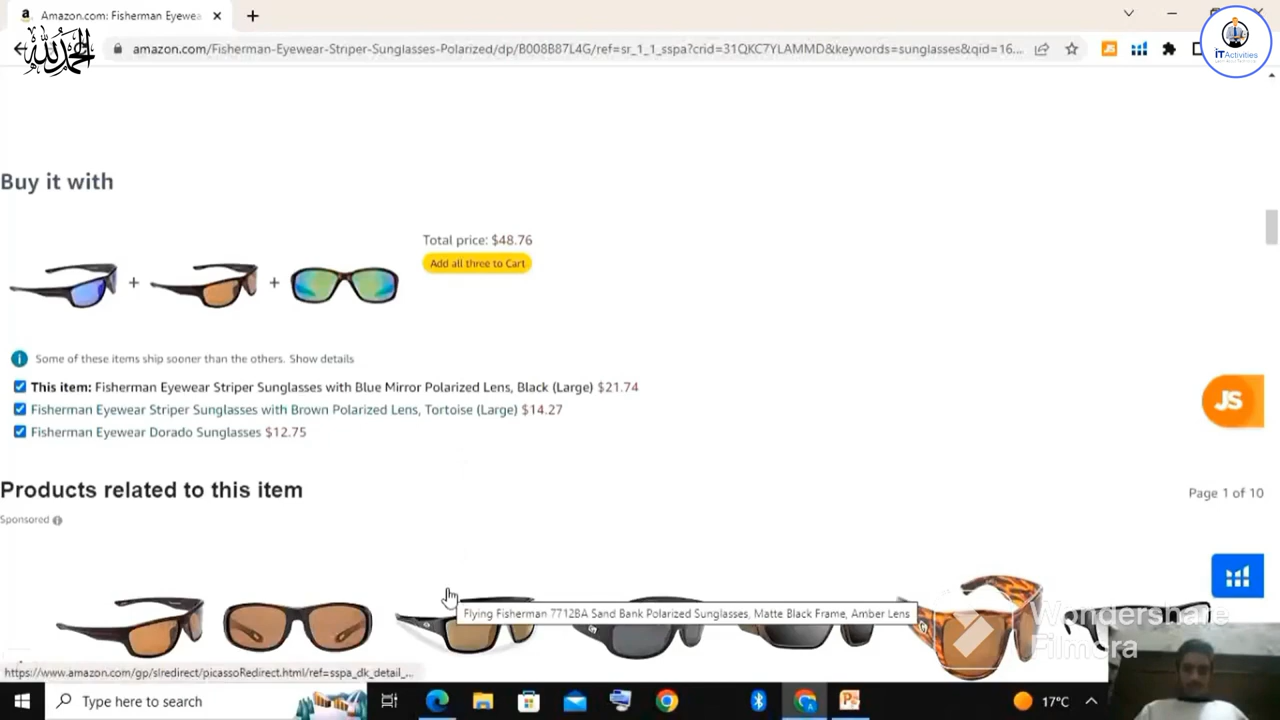 Amazon.com: Fisherman Eyewea
amazon.com/Fisherman-Eyewear-Striper-Sunglasses-Polarized/dp/B008B87L4G/ref=sr_1_1_sspa?crid=31QKC7YLAMMD&keywords=sunglasses&qid=16...
الحمدلله
iT Activities
Buy it with
Total price: $48.76
Add all three to Cart
Some of these items ship sooner than the others. Show details
This item: Fisherman Eyewear Striper Sunglasses with Blue Mirror Polarized Lens, Black (Large) $21.74
Fisherman Eyewear Striper Sunglasses with Brown Polarized Lens, Tortoise (Large) $14.27
Fisherman Eyewear Dorado Sunglasses $12.75
JS
Products related to this item
Page 1 of 10
Sponsored
Flying Fisherman 7712BA Sand Bank Polarized Sunglasses, Matte Black Frame, Amber Lens
Wondershare
Filmora
https://www.amazon.com/gp/slredirect/picassoRedirect.html/ref=sspa_dk_detail_...
Type here to search
17°C